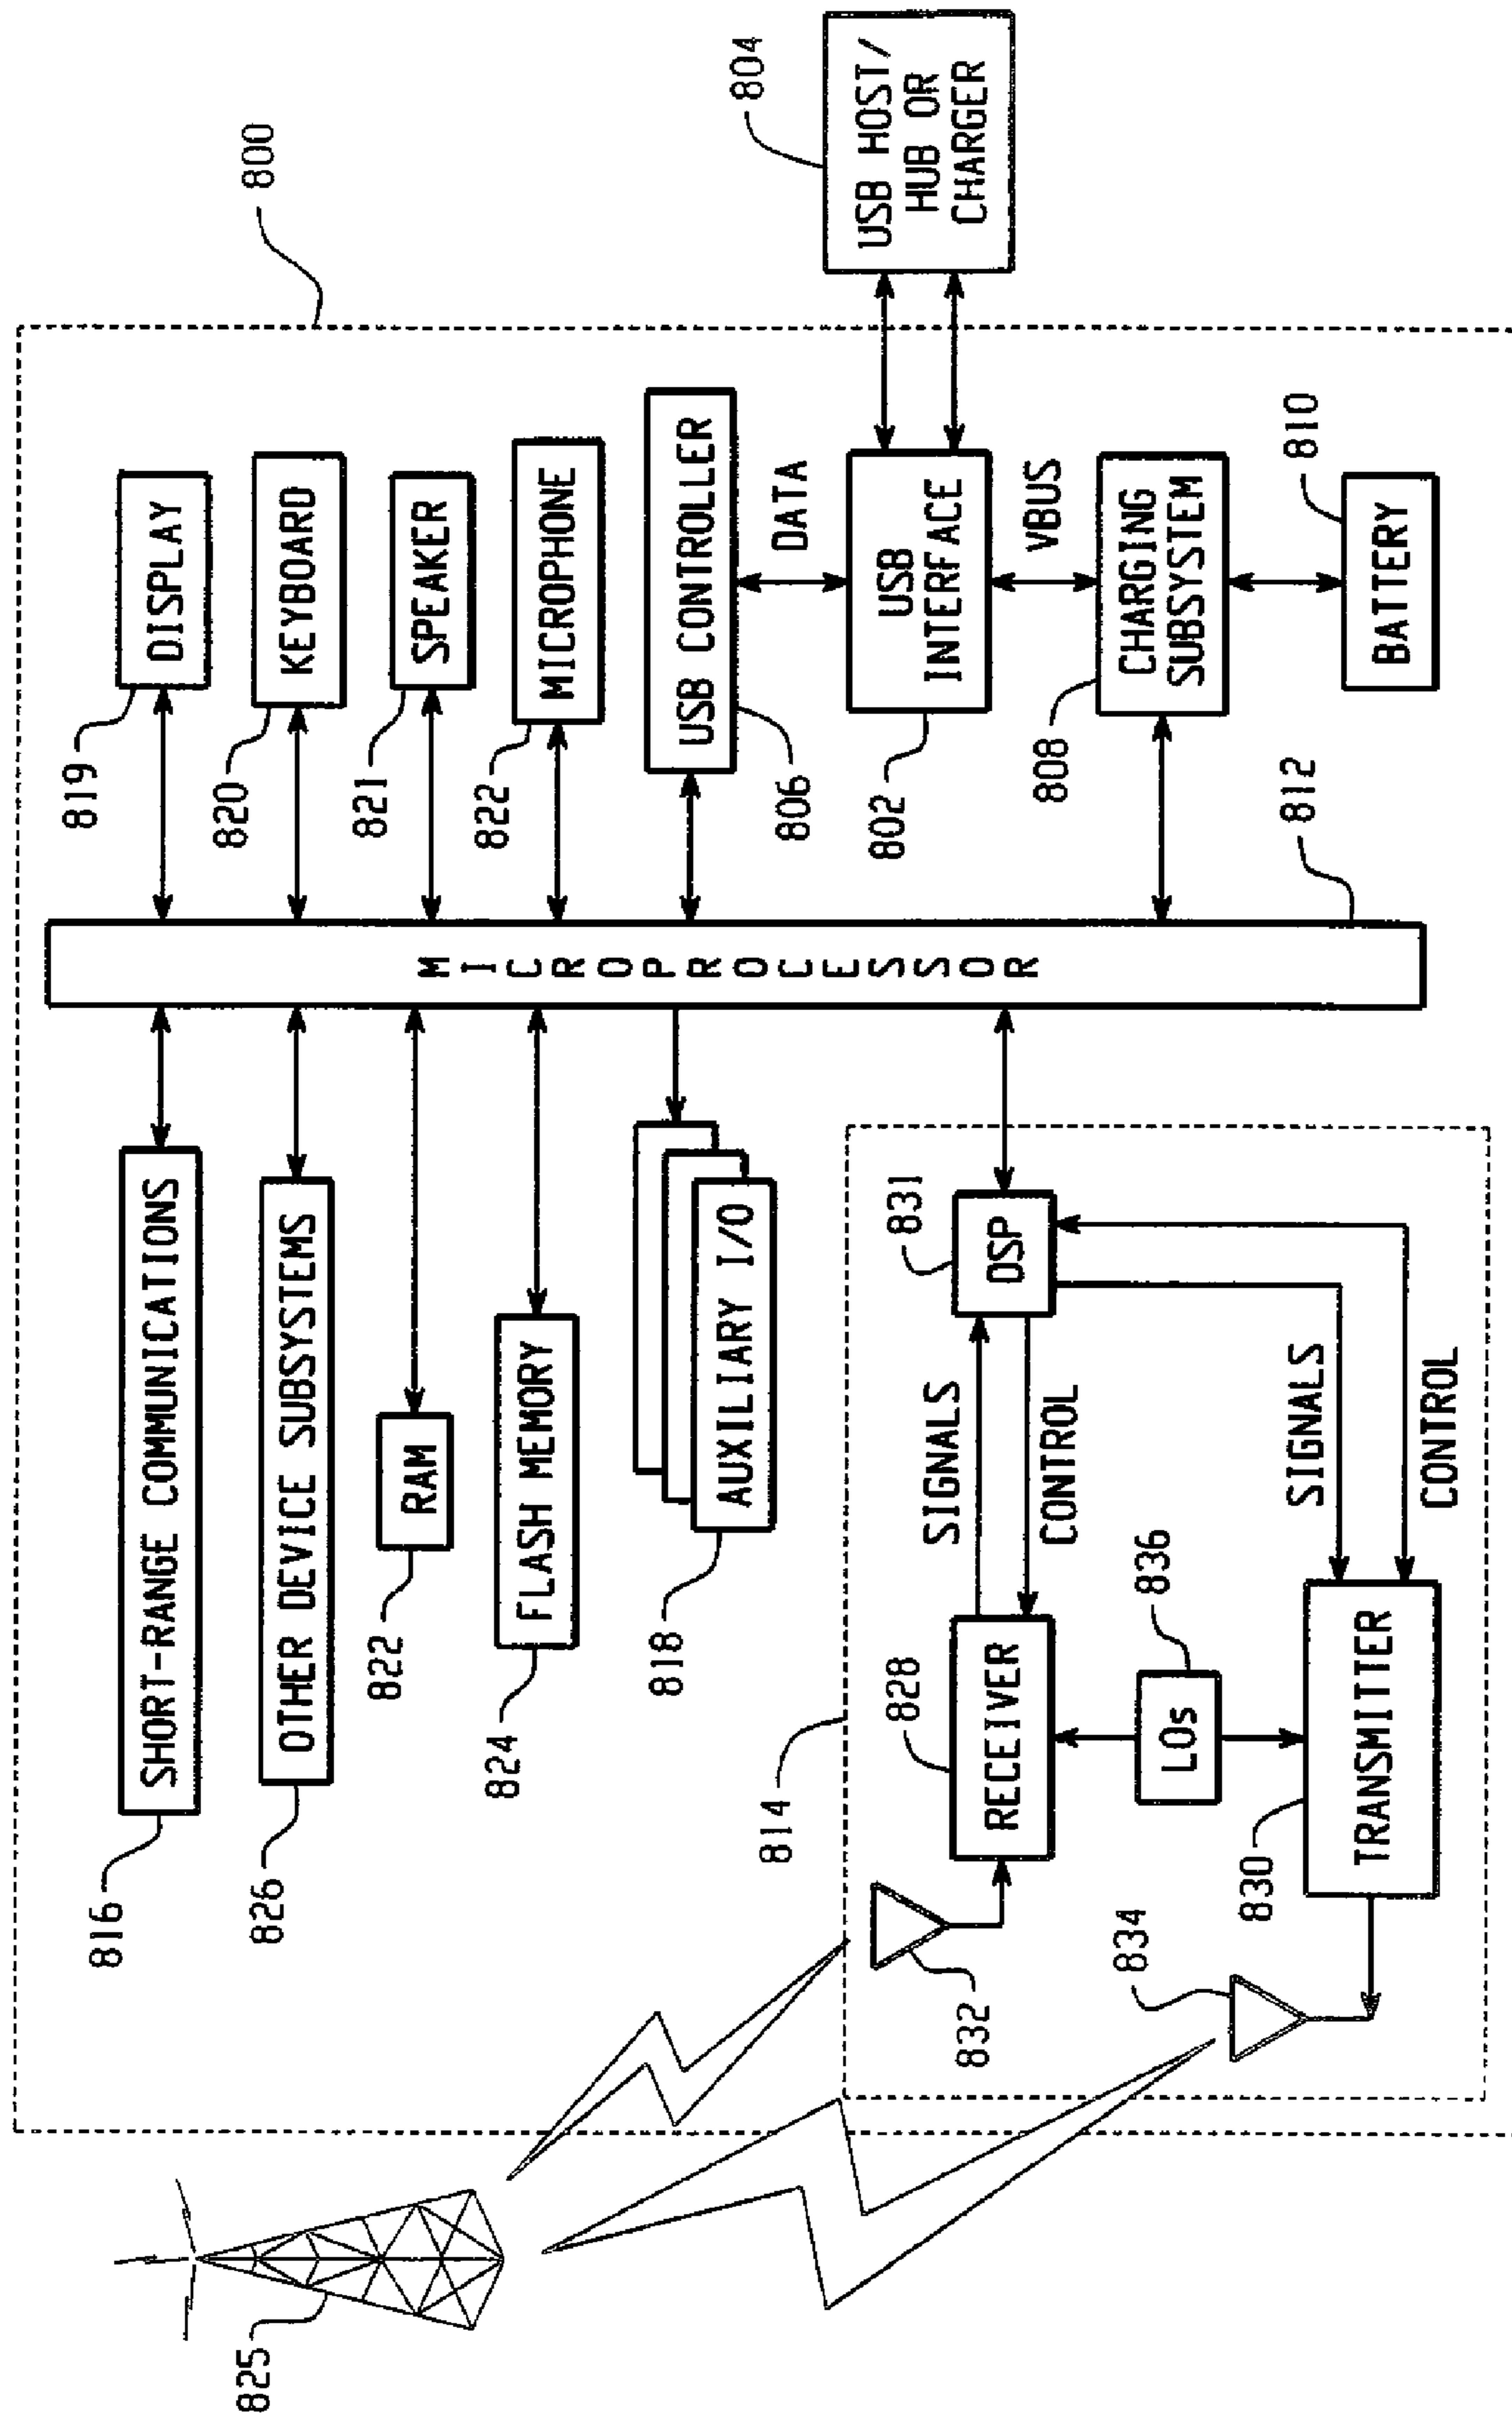 800
819
DISPLAY
820
KEYBOARD
821
SPEAKER
822
MICROPHONE
USB CONTROLLER
806
DATA
802
USB
INTERFACE
VBUS
808
CHARGING
SUBSYSTEM
810
BATTERY
812
804
USB HOST/
HUB OR
CHARGER
MICROPROCESSOR
816
SHORT-RANGE COMMUNICATIONS
826
OTHER DEVICE SUBSYSTEMS
822
RAM
824
FLASH MEMORY
818
AUXILIARY I/O
814
831
DSP
SIGNALS
CONTROL
828
RECEIVER
836
LOs
SIGNALS
CONTROL
830
TRANSMITTER
832
834
825